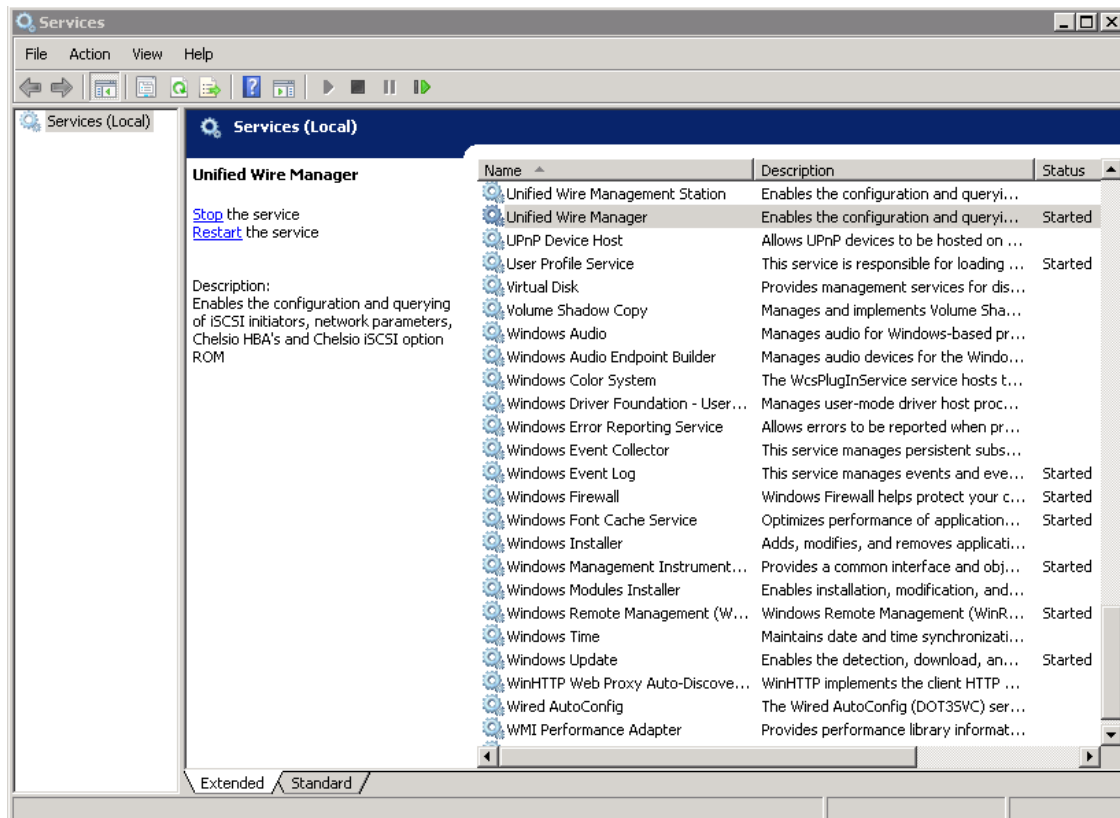 Services
File Action View Help
Services (Local)
Services (Local)
Unified Wire Manager
Stop the service
Restart the service
Description:
Enables the configuration and querying
of iSCSI initiators, network parameters,
Chelsio HBA's and Chelsio iSCSI option
ROM
Name Description Status
Unified Wire Management Station Enables the configuration and queryi...
Unified Wire Manager Enables the configuration and queryi... Started
UPnP Device Host Allows UPnP devices to be hosted on ...
User Profile Service This service is responsible for loading ... Started
Virtual Disk Provides management services for dis...
Volume Shadow Copy Manages and implements Volume Sha...
Windows Audio Manages audio for Windows-based pr...
Windows Audio Endpoint Builder Manages audio devices for the Windo...
Windows Color System The WcsPlugInService service hosts t...
Windows Driver Foundation - User... Manages user-mode driver host proc...
Windows Error Reporting Service Allows errors to be reported when pr...
Windows Event Collector This service manages persistent subs...
Windows Event Log This service manages events and eve... Started
Windows Firewall Windows Firewall helps protect your c... Started
Windows Font Cache Service Optimizes performance of application... Started
Windows Installer Adds, modifies, and removes applicati...
Windows Management Instrument... Provides a common interface and obj... Started
Windows Modules Installer Enables installation, modification, and...
Windows Remote Management (W... Windows Remote Management (WinR... Started
Windows Time Maintains date and time synchronizati...
Windows Update Enables the detection, download, an... Started
WinHTTP Web Proxy Auto-Discove... WinHTTP implements the client HTTP ...
Wired AutoConfig The Wired AutoConfig (DOT3SVC) ser...
WMI Performance Adapter Provides performance library informat...
Extended Standard